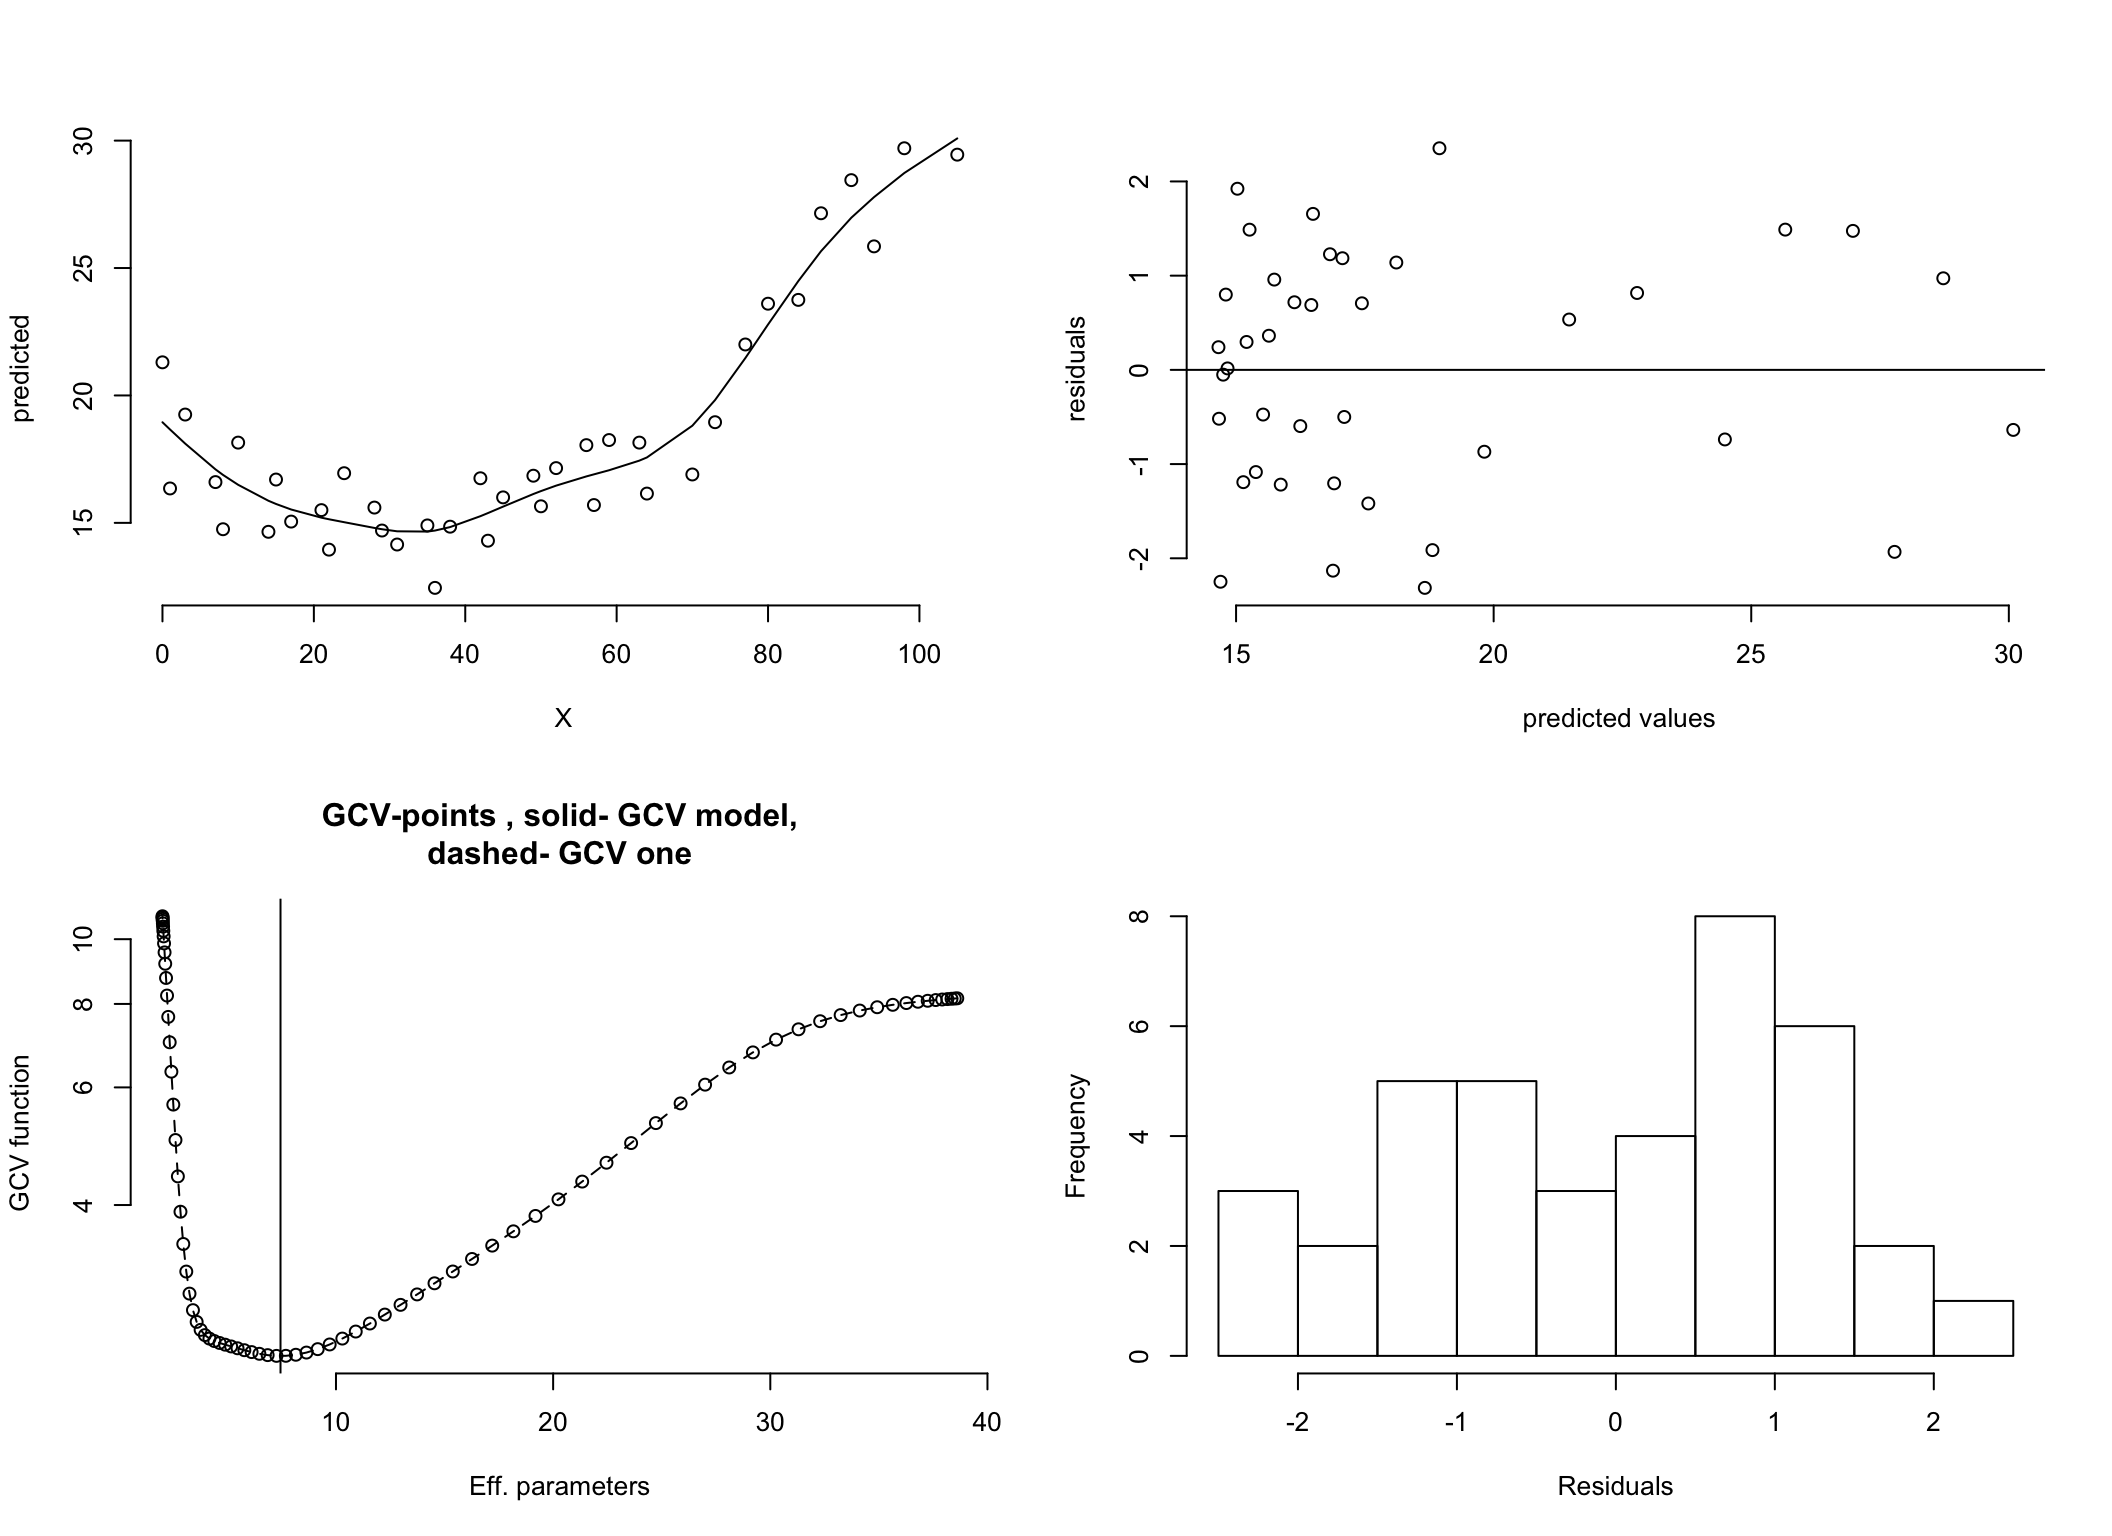 predicted
30
25
20
15
0 20 40 60 80 100
X
residuals
2
1
0
-1
-2
15 20 25 30
predicted values
GCV-points , solid- GCV model,
dashed- GCV one
GCV function
10
8
6
4
10 20 30 40
Eff. parameters
Frequency
8
6
4
2
0
-2 -1 0 1 2
Residuals